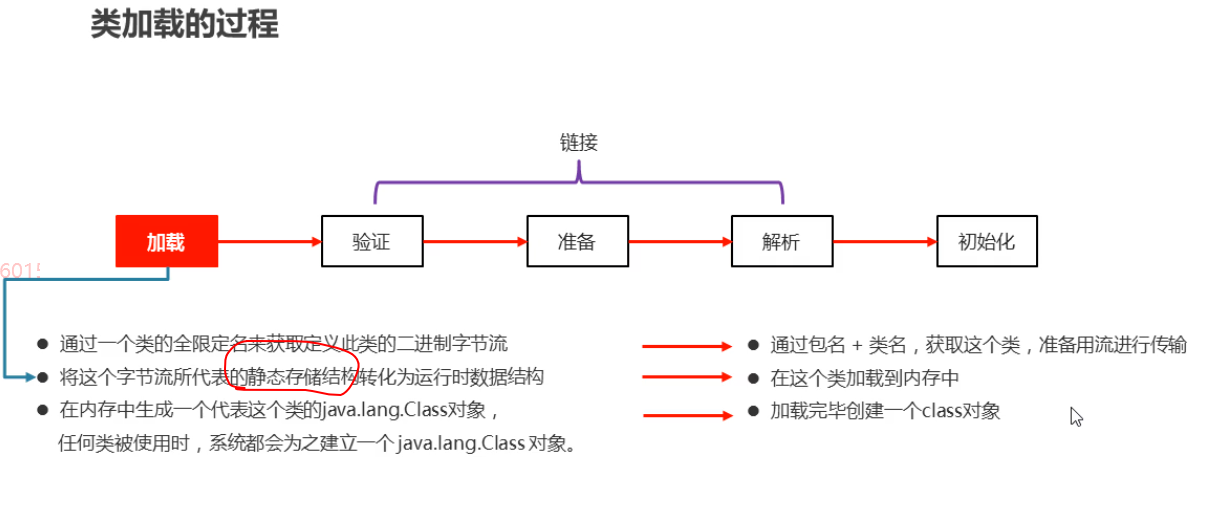 类加载的过程
链接
加载
验证
准备
解析
初始化
6015
通过一个类的全限定名未获取定义此类的二进制字节流
将这个字节流所代表的静态存储结构转化为运行时数据结构
在内存中生成一个代表这个类的java.lang.Class对象，
任何类被使用时，系统都会为之建立一个 java.lang.Class 对象。
通过包名 + 类名，获取这个类，准备用流进行传输
在这个类加载到内存中
加载完毕创建一个class对象